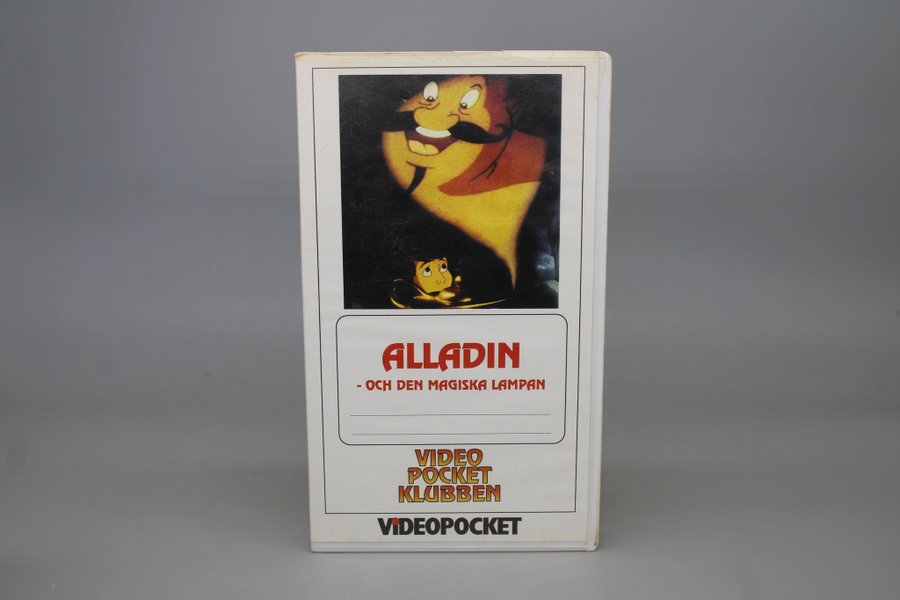 ALLADIN
- OCH DEN MAGISKA LAMPAN
VIDEO
POCKET
KLUBBEN
ViDEOPOCKET